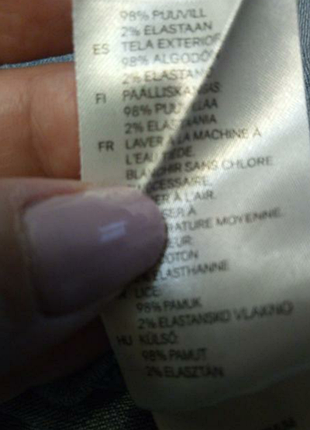 98% PUUVILL
2% ELASTAAN
ES TELA EXTERIOR
98% ALGODÓN
2% ELASTANO
FI PÄÄLLISKANGAS
98% PUUVILLAA
2% ELASTAANIA
FR LAVER À LA MACHINE À
L'EAU TIÈDE.
BLANCHIR SANS CHLORE
NÉCESSAIRE.
À L'AIR.
À
MOYENNE.
COTON
ELASTHANNE
LICE:
98% PAMUK
2% ELASTANSKO VLAKNO
HU KÜLSŐ:
98% PAMUT
2% ELASZTÁN